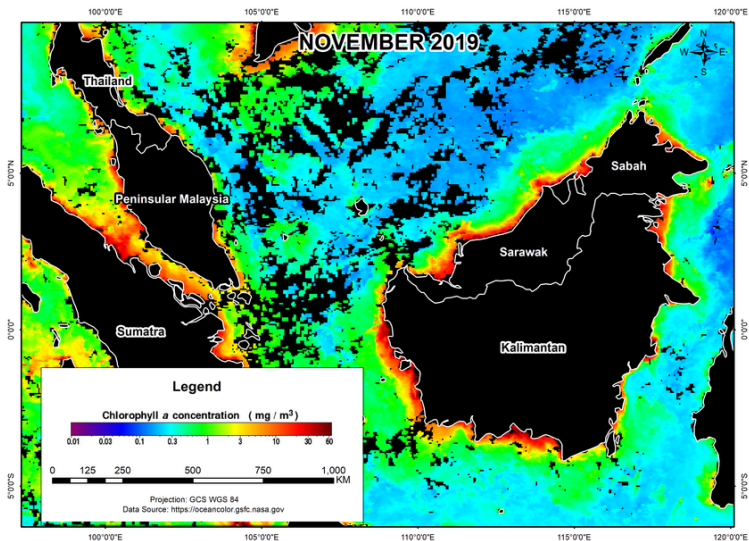 100°0'0"E 105°0'0"E 110°0'0"E 115°0'0"E 120°0'0"E
NOVEMBER 2019
N
W E
S
Thailand
Sabah
5°0'0"N 5°0'0"N
Peninsular Malaysia
Sarawak
Sumatra
0°0'0" 0°0'0"
Kalimantan
Legend
Chlorophyll a concentration ( mg / m³)
0.01 0.03 0.1 0.3 1 3 10 30 60
0 125 250 500 750 1,000
KM
Projection: GCS WGS 84
Data Source: https://oceancolor.gsfc.nasa.gov
5°0'0"S 5°0'0"S
100°0'0"E 105°0'0"E 110°0'0"E 115°0'0"E 120°0'0"E